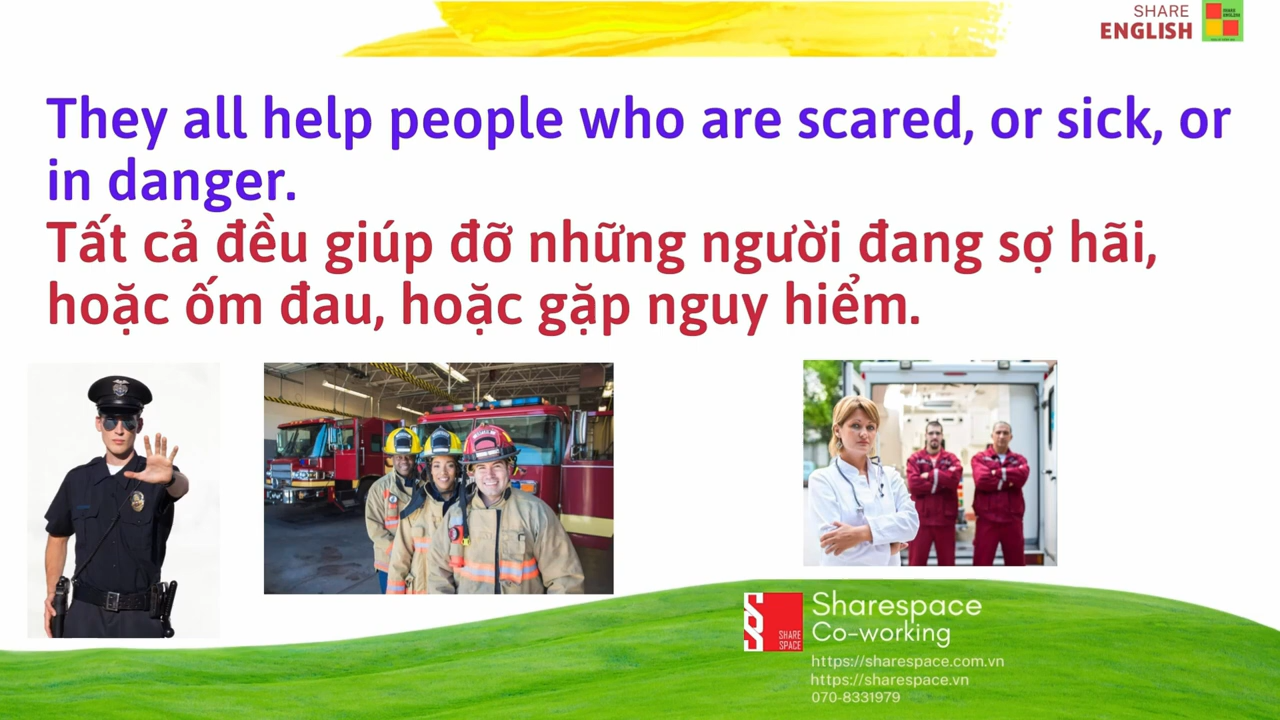 SHARE
ENGLISH
They all help people who are scared, or sick, or
in danger.
Tất cả đều giúp đỡ những người đang sợ hãi,
hoặc ốm đau, hoặc gặp nguy hiểm.
SHARE
SPACE
Sharespace
Co-working
https://sharespace.com.vn
https://sharespace.vn
070-8331979